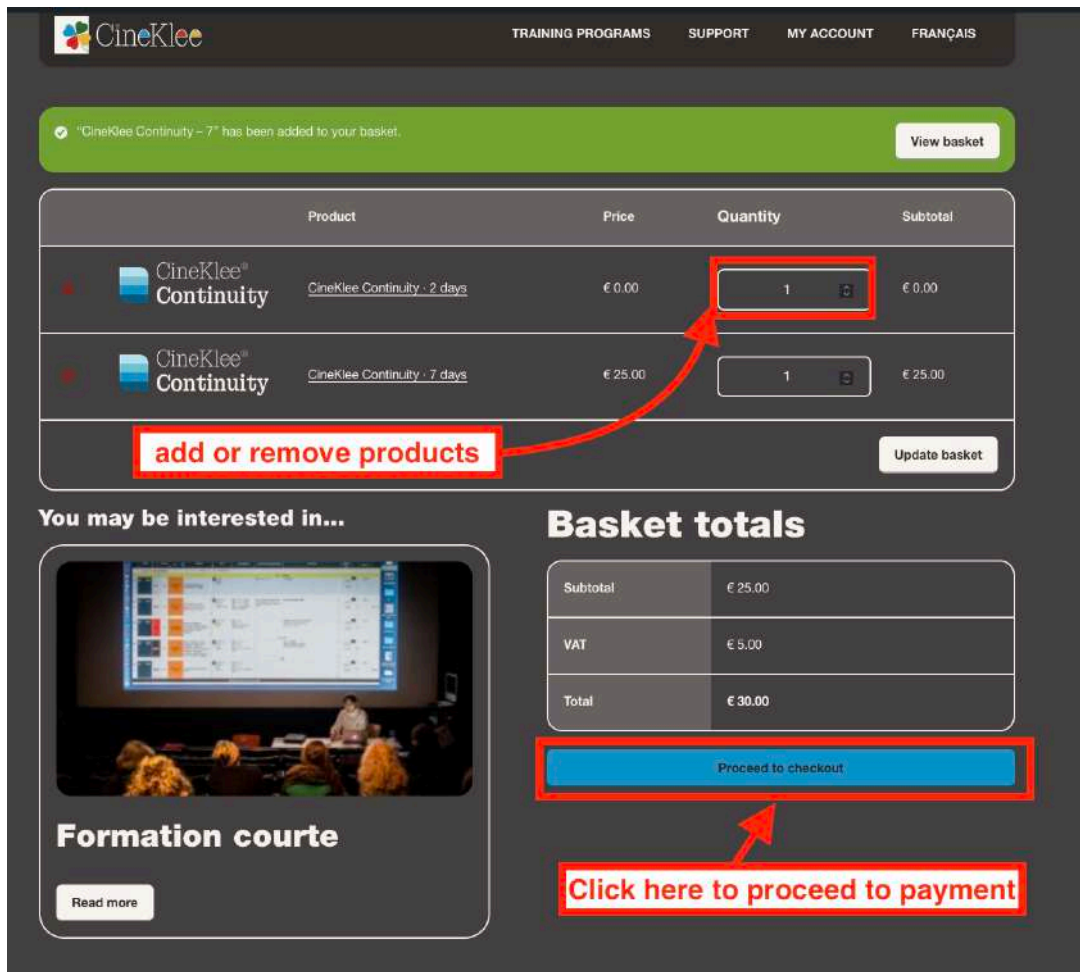 CineKlee
TRAINING PROGRAMS SUPPORT MY ACCOUNT FRANÇAIS
"CineKlee Continuity – 7" has been added to your basket.
View basket
Product Price Quantity Subtotal
CineKlee®
Continuity
CineKlee Continuity · 2 days € 0.00 1 € 0.00
CineKlee®
Continuity
CineKlee Continuity · 7 days € 25.00 1 € 25.00
add or remove products
Update basket
You may be interested in...
Basket totals
Subtotal € 25.00
VAT € 5.00
Total € 30.00
Proceed to checkout
Formation courte
Read more
Click here to proceed to payment